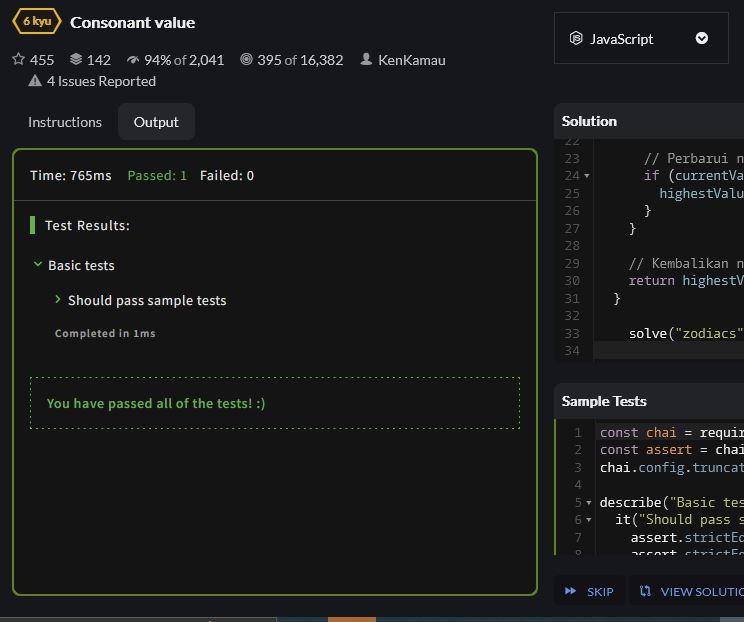 6 kyu
Consonant value
455
142
94% of 2,041
395 of 16,382
KenKamau
4 Issues Reported
Instructions
Output
Time: 765ms Passed: 1 Failed: 0
Test Results:
Basic tests
Should pass sample tests
Completed in 1ms
You have passed all of the tests! :)
JavaScript
Solution
22
23 // Perbarui n
24 if (currentVa
25 highestValu
26 }
27 }
28
29 // Kembalikan n
30 return highestV
31 }
32
33 solve("zodiacs"
34
Sample Tests
1 const chai = requir
2 const assert = chai
3 chai.config.truncat
4
5 describe("Basic tes
6 it("Should pass s
7 assert.strictEq
8 assert.strictEq
SKIP
VIEW SOLUTIO